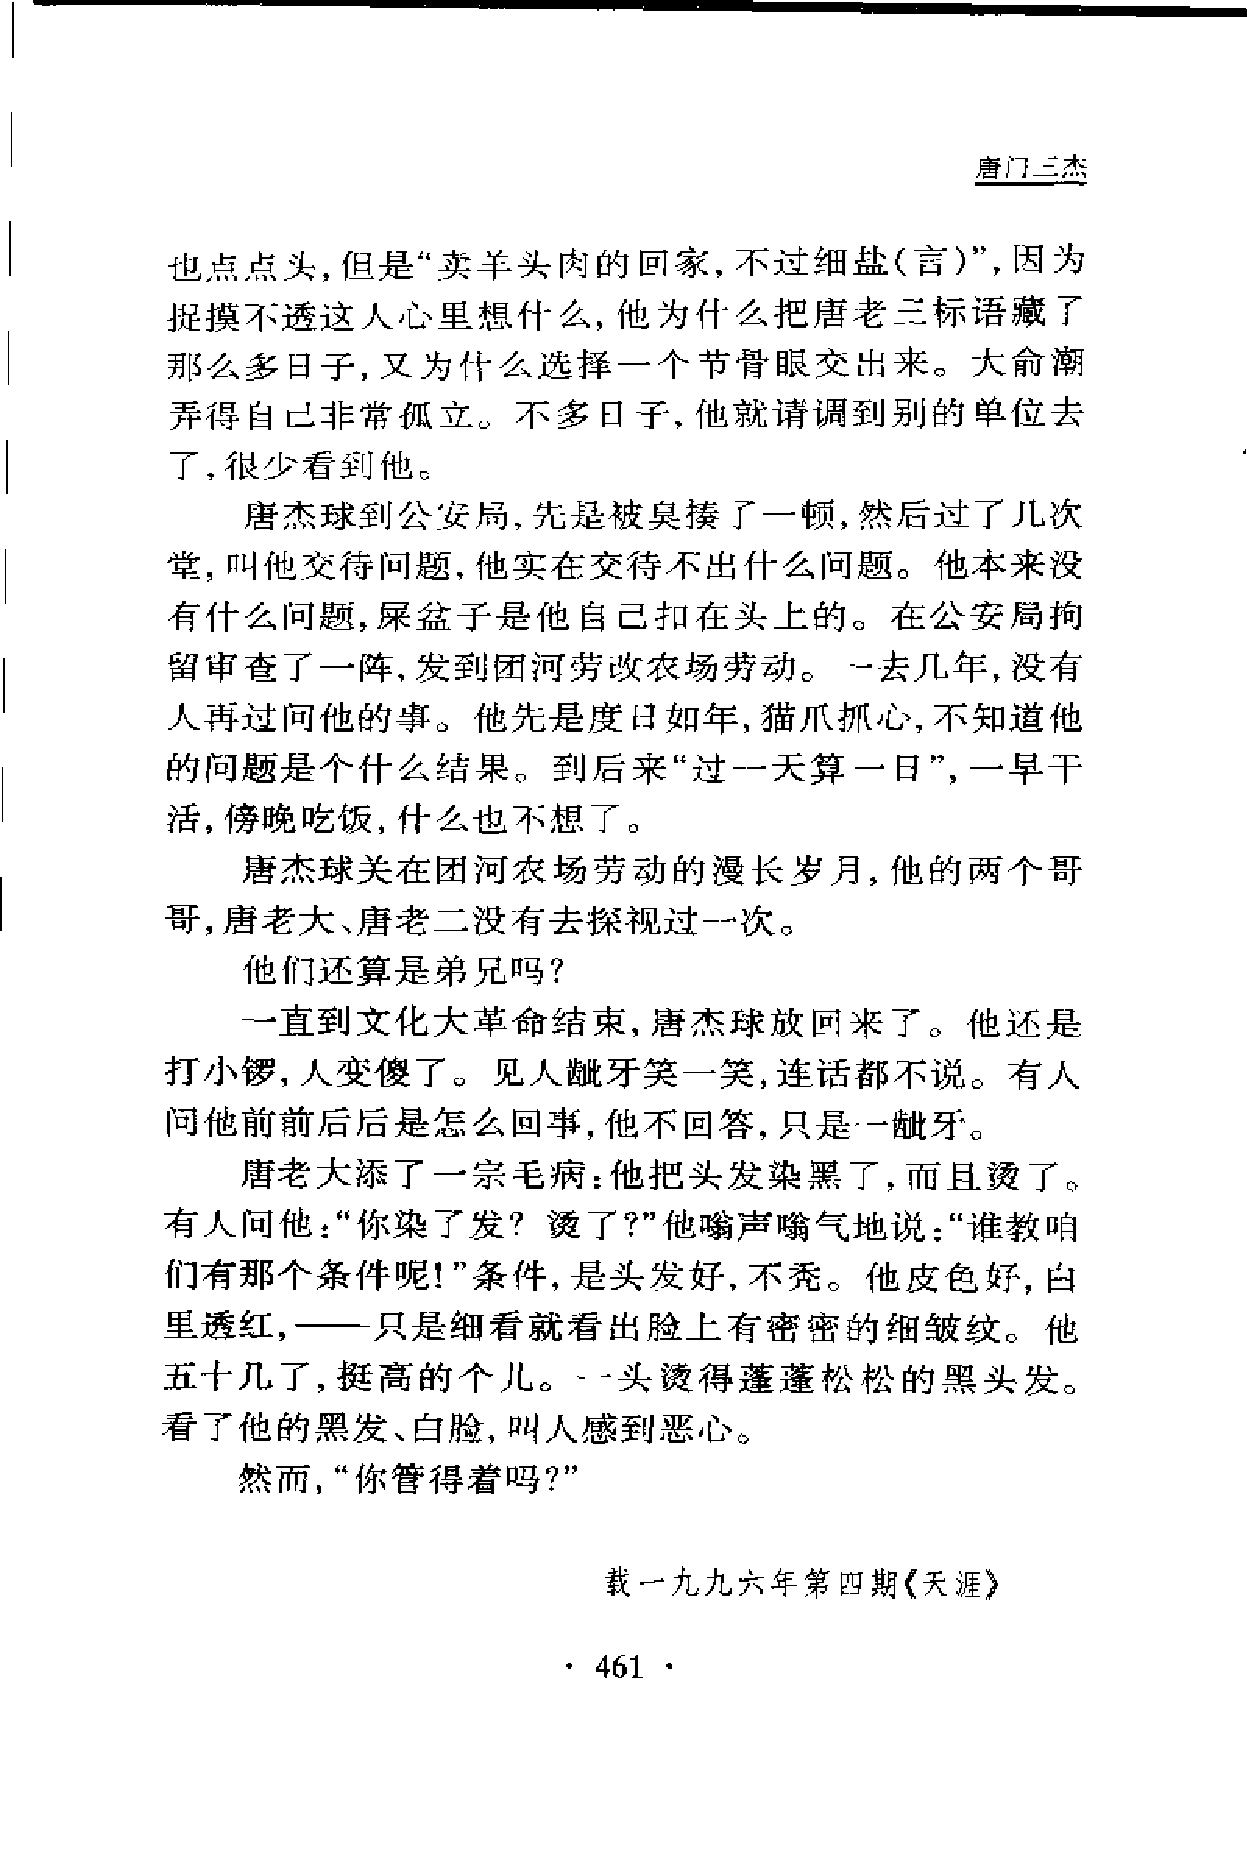 唐门三杰
也点点头,但是“卖羊头肉的回家,不过细盐(言)”,因为
捉摸不透这人心里想什么,他为什么把唐老三标语藏了
那么多日子,又为什么选择一个节骨眼交出来。大俞潮
弄得自己非常孤立。不多日子,他就请调到别的单位去
了,很少看到他。
唐杰球到公安局,先是被臭揍了一顿,然后过了几次
堂,叫他交待问题,他实在交待不出什么问题。他本来没
有什么问题,屎盆子是他自己扣在头上的。在公安局拘
留审查了一阵,发到团河劳改农场劳动。一去几年,没有
人再过问他的事。他先是度日如年,猫爪抓心,不知道他
的问题是个什么结果。到后来“过一天算一日”,一早干
活,傍晚吃饭,什么也不想了。
唐杰球关在团河农场劳动的漫长岁月,他的两个哥
哥,唐老大、唐老二没有去探视过一次。
他们还算是弟兄吗?
一直到文化大革命结束,唐杰球放回来了。他还是
打小锣,人变傻了。见人龇牙笑一笑,连话都不说。有人
问他前前后后是怎么回事,他不回答,只是一龇牙。
唐老大添了一宗毛病:他把头发染黑了,而且烫了。
有人问他:“你染了发?烫了?”他嗡声嗡气地说:“谁教咱
们有那个条件呢!”条件,是头发好,不秃。他皮色好,白
里透红,——只是细看就看出脸上有密密的细皱纹。他
五十几了,挺高的个儿。一头烫得蓬蓬松松的黑头发。
看了他的黑发、白脸,叫人感到恶心。
然而,“你管得着吗?”
载一九九六年第四期《天涯》
· 461 ·